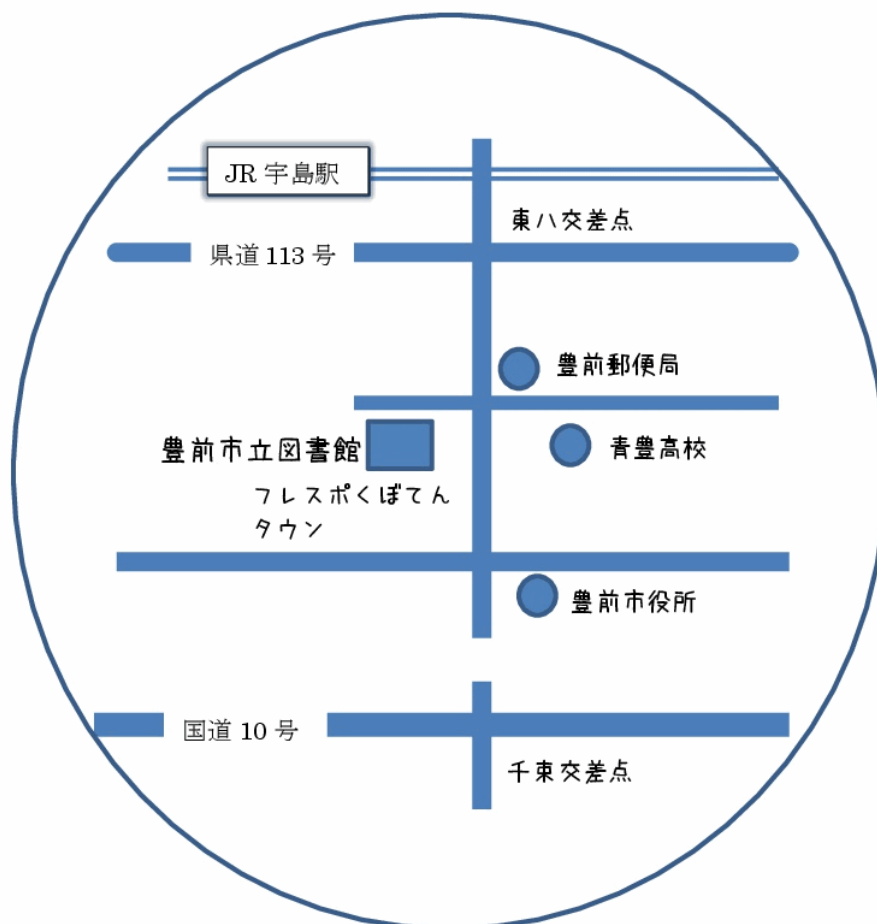 JR 宇島駅
東八交差点
県道 113 号
豊前郵便局
豊前市立図書館
青豊高校
フレスポくぼてん
タウン
豊前市役所
国道 10 号
千束交差点